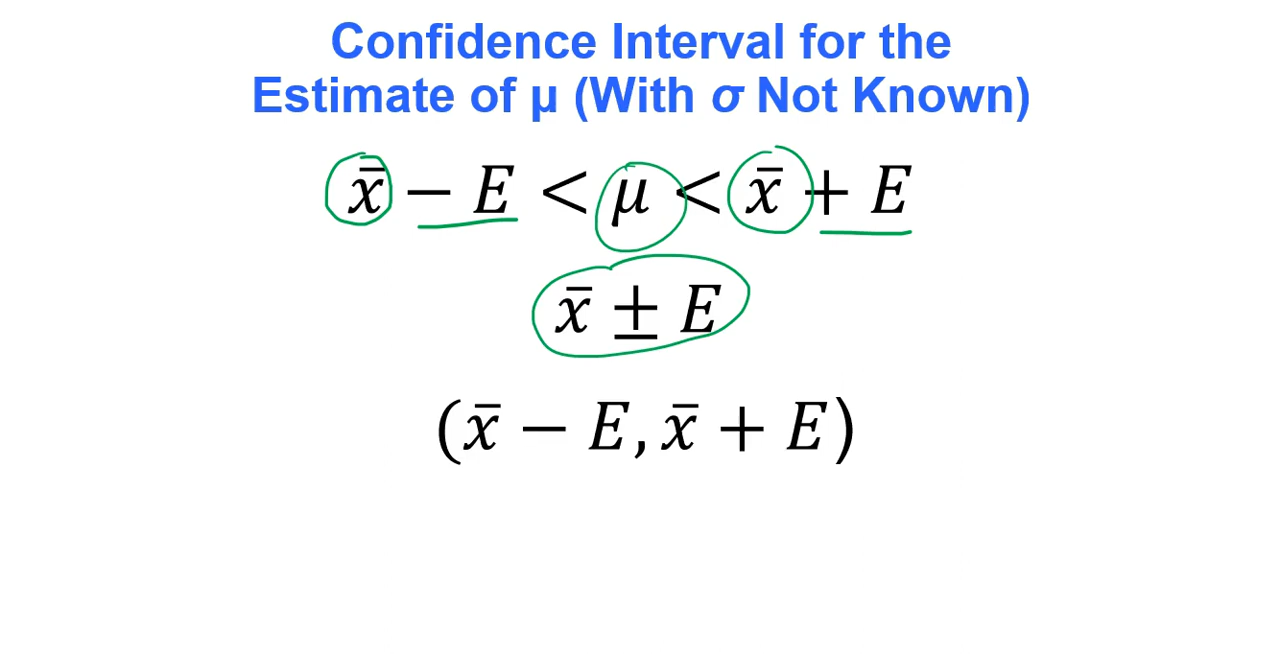 Confidence Interval for the
Estimate of μ (With σ Not Known)
x̄ − E < μ < x̄ + E
x̄ ± E
(x̄ − E, x̄ + E)